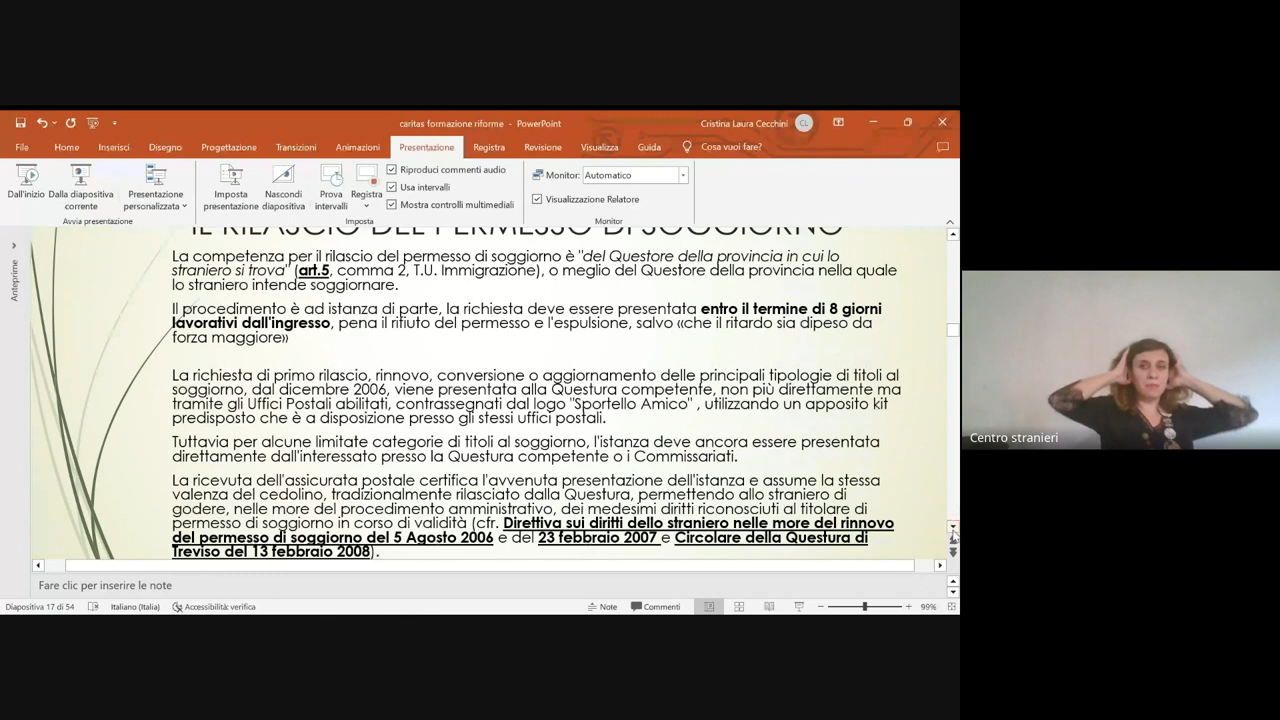 caritas formazione riforme - PowerPoint
Cristina Laura Cecchini CL
File Home Inserisci Disegno Progettazione Transizioni Animazioni Presentazione Registra Revisione Visualizza Guida Cosa vuoi fare?
Dall'inizio
Dalla diapositiva corrente
Presentazione personalizzata
Avvia presentazione
Imposta presentazione
Nascondi diapositiva
Prova intervalli
Registra
Riproduci commenti audio
Usa intervalli
Mostra controlli multimediali
Imposta
Monitor: Automatico
Visualizzazione Relatore
Monitor
Anteprime
IL RILASCIO DEL PERMESSO DI SOGGIORNO
La competenza per il rilascio del permesso di soggiorno è "del Questore della provincia in cui lo
straniero si trova" (art.5, comma 2, T.U. Immigrazione), o meglio del Questore della provincia nella quale
lo straniero intende soggiornare.
Il procedimento è ad istanza di parte, la richiesta deve essere presentata entro il termine di 8 giorni
lavorativi dall'ingresso, pena il rifiuto del permesso e l'espulsione, salvo «che il ritardo sia dipeso da
forza maggiore»
La richiesta di primo rilascio, rinnovo, conversione o aggiornamento delle principali tipologie di titoli al
soggiorno, dal dicembre 2006, viene presentata alla Questura competente, non più direttamente ma
tramite gli Uffici Postali abilitati, contrassegnati dal logo "Sportello Amico" , utilizzando un apposito kit
predisposto che è a disposizione presso gli stessi uffici postali.
Tuttavia per alcune limitate categorie di titoli al soggiorno, l'istanza deve ancora essere presentata
direttamente dall'interessato presso la Questura competente o i Commissariati.
La ricevuta dell'assicurata postale certifica l'avvenuta presentazione dell'istanza e assume la stessa
valenza del cedolino, tradizionalmente rilasciato dalla Questura, permettendo allo straniero di
godere, nelle more del procedimento amministrativo, dei medesimi diritti riconosciuti al titolare di
permesso di soggiorno in corso di validità (cfr. Direttiva sui diritti dello straniero nelle more del rinnovo
del permesso di soggiorno del 5 Agosto 2006 e del 23 febbraio 2007 e Circolare della Questura di
Treviso del 13 febbraio 2008).
Fare clic per inserire le note
Diapositiva 17 di 54 Italiano (Italia) Accessibilità: verifica Note Commenti 99%
Centro stranieri